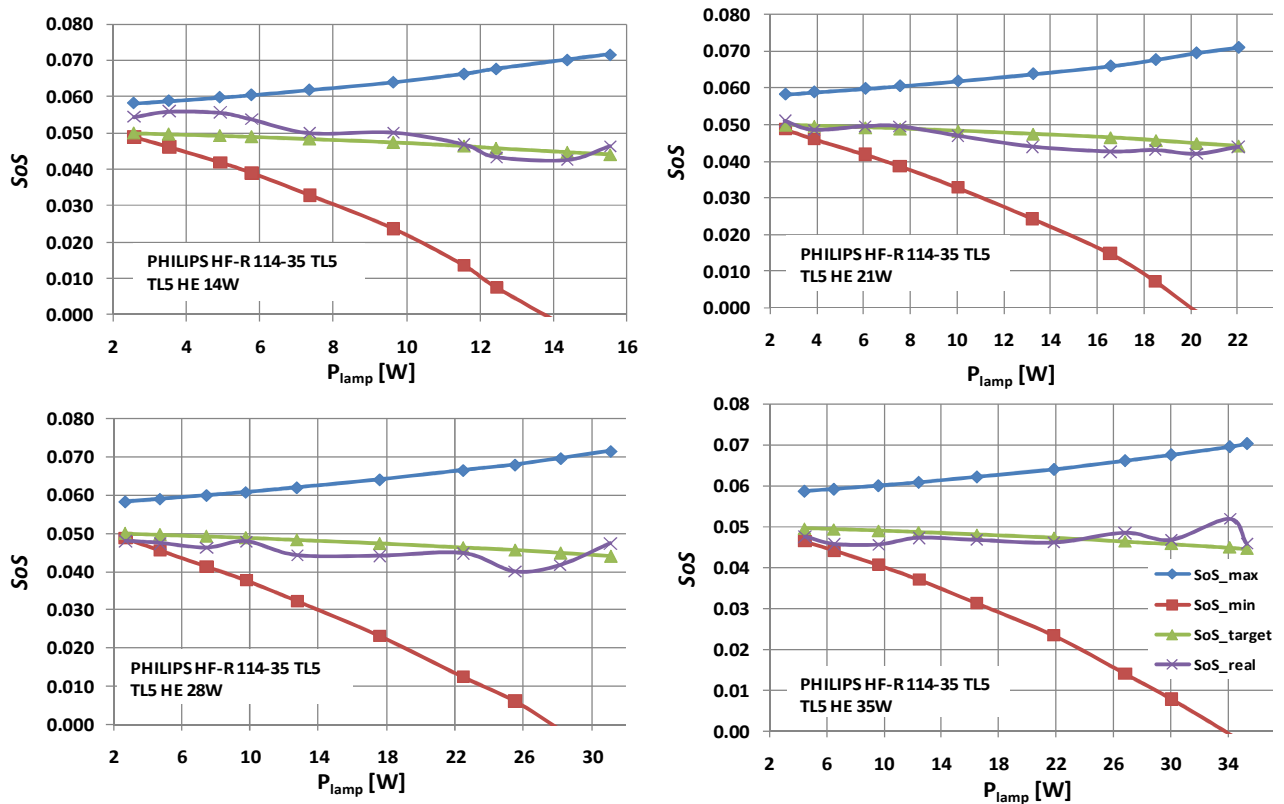 0.080
0.070
0.060
0.050
0.040
0.030
0.020
0.010
0.000
SoS
PHILIPS HF-R 114-35 TL5
TL5 HE 14W
2 4 6 8 10 12 14 16
P_lamp [W]
0.080
0.070
0.060
0.050
0.040
0.030
0.020
0.010
0.000
SoS
PHILIPS HF-R 114-35 TL5
TL5 HE 21W
2 4 6 8 10 12 14 16 18 20 22
P_lamp [W]
0.080
0.070
0.060
0.050
0.040
0.030
0.020
0.010
0.000
SoS
PHILIPS HF-R 114-35 TL5
TL5 HE 28W
2 6 10 14 18 22 26 30
P_lamp [W]
0.08
0.07
0.06
0.05
0.04
0.03
0.02
0.01
0.00
SoS
SoS_max
SoS_min
SoS_target
SoS_real
PHILIPS HF-R 114-35 TL5
TL5 HE 35W
2 6 10 14 18 22 26 30 34
P_lamp [W]